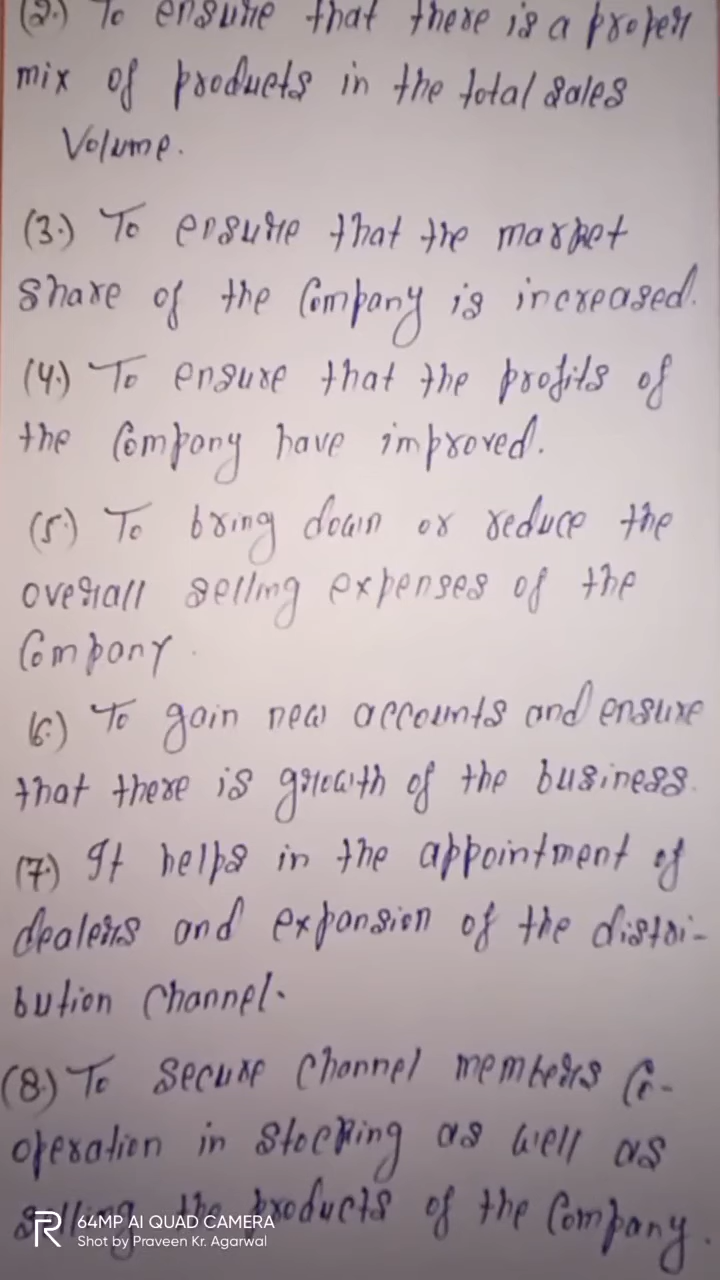 (2.) To ensure that there is a proper
mix of products in the total sales
Volume.
(3.) To ensure that the market
share of the Company is increased.
(4.) To ensure that the profits of
the Company have improved.
(5.) To bring down or reduce the
overall selling expenses of the
Company.
(6.) To gain new accounts and ensure
that there is growth of the business.
(7.) It helps in the appointment of
dealers and expansion of the distri-
bution Channel.
(8.) To secure Channel members Co-
operation in stocking as well as
selling the products of the Company.
64MP AI QUAD CAMERA
Shot by Praveen Kr. Agarwal